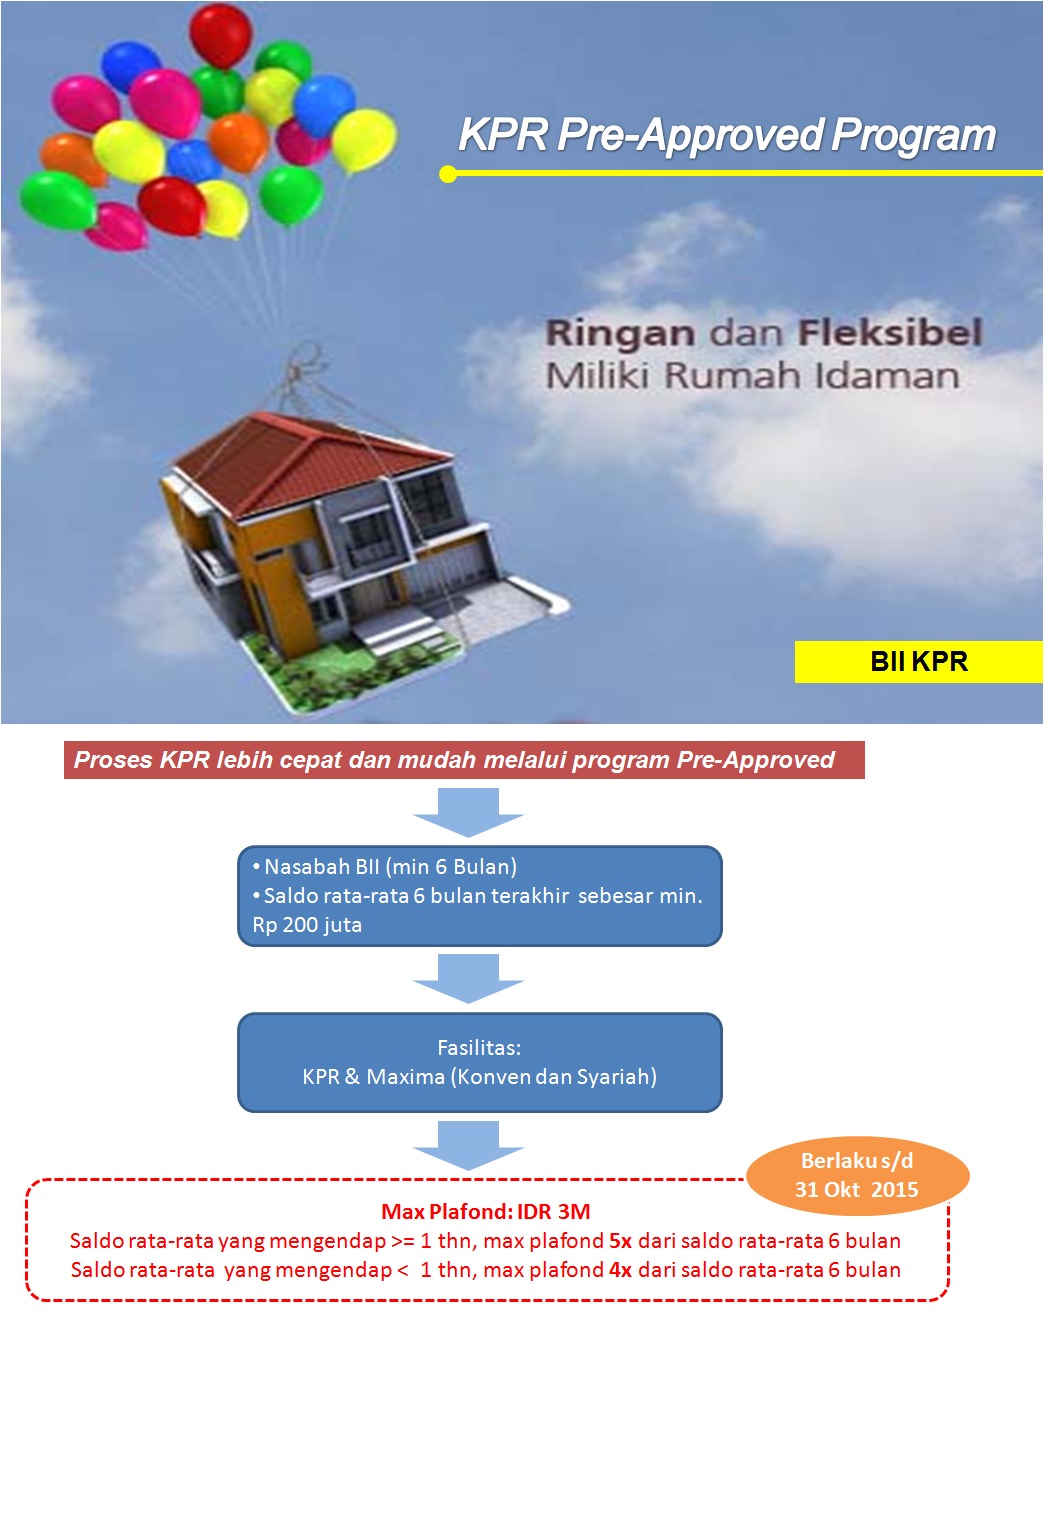 KPR Pre-Approved Program
Ringan dan Fleksibel
Miliki Rumah Idaman
BII KPR
Proses KPR lebih cepat dan mudah melalui program Pre-Approved
• Nasabah BII (min 6 Bulan)
• Saldo rata-rata 6 bulan terakhir sebesar min.
Rp 200 juta
Fasilitas:
KPR & Maxima (Konven dan Syariah)
Berlaku s/d
31 Okt 2015
Max Plafond: IDR 3M
Saldo rata-rata yang mengendap >= 1 thn, max plafond 5x dari saldo rata-rata 6 bulan
Saldo rata-rata yang mengendap < 1 thn, max plafond 4x dari saldo rata-rata 6 bulan